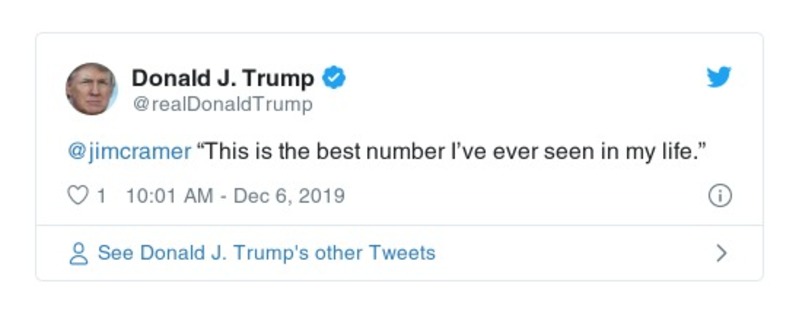 Donald J. Trump
@realDonaldTrump
@jimcramer “This is the best number I’ve ever seen in my life.”
1 10:01 AM - Dec 6, 2019
See Donald J. Trump's other Tweets